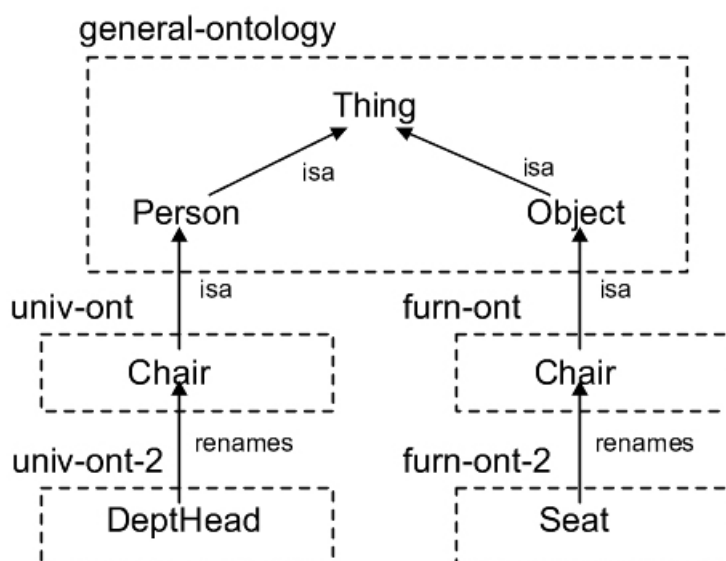 general-ontology
Thing
isa
isa
Person
Object
isa
isa
univ-ont
furn-ont
Chair
Chair
renames
renames
univ-ont-2
furn-ont-2
DeptHead
Seat